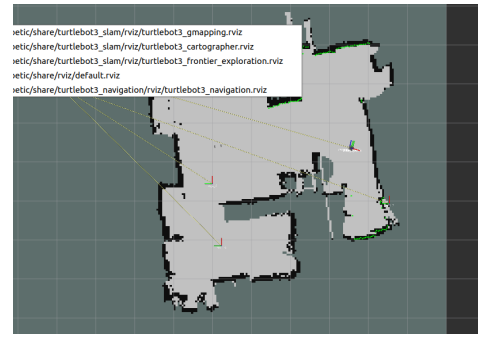 etic/share/turtlebot3_slam/rviz/turtlebot3_gmapping.rviz
etic/share/turtlebot3_slam/rviz/turtlebot3_cartographer.rviz
etic/share/turtlebot3_slam/rviz/turtlebot3_frontier_exploration.rviz
etic/share/rviz/default.rviz
etic/share/turtlebot3_navigation/rviz/turtlebot3_navigation.rviz